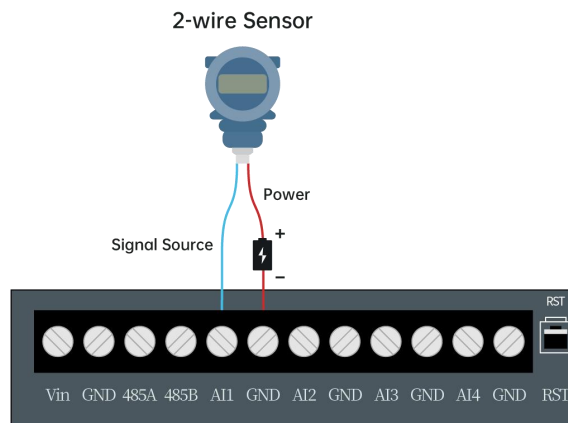 2-wire Sensor
Power
Signal Source
+
−
RST
Vin GND 485A 485B AI1 GND AI2 GND AI3 GND AI4 GND RST